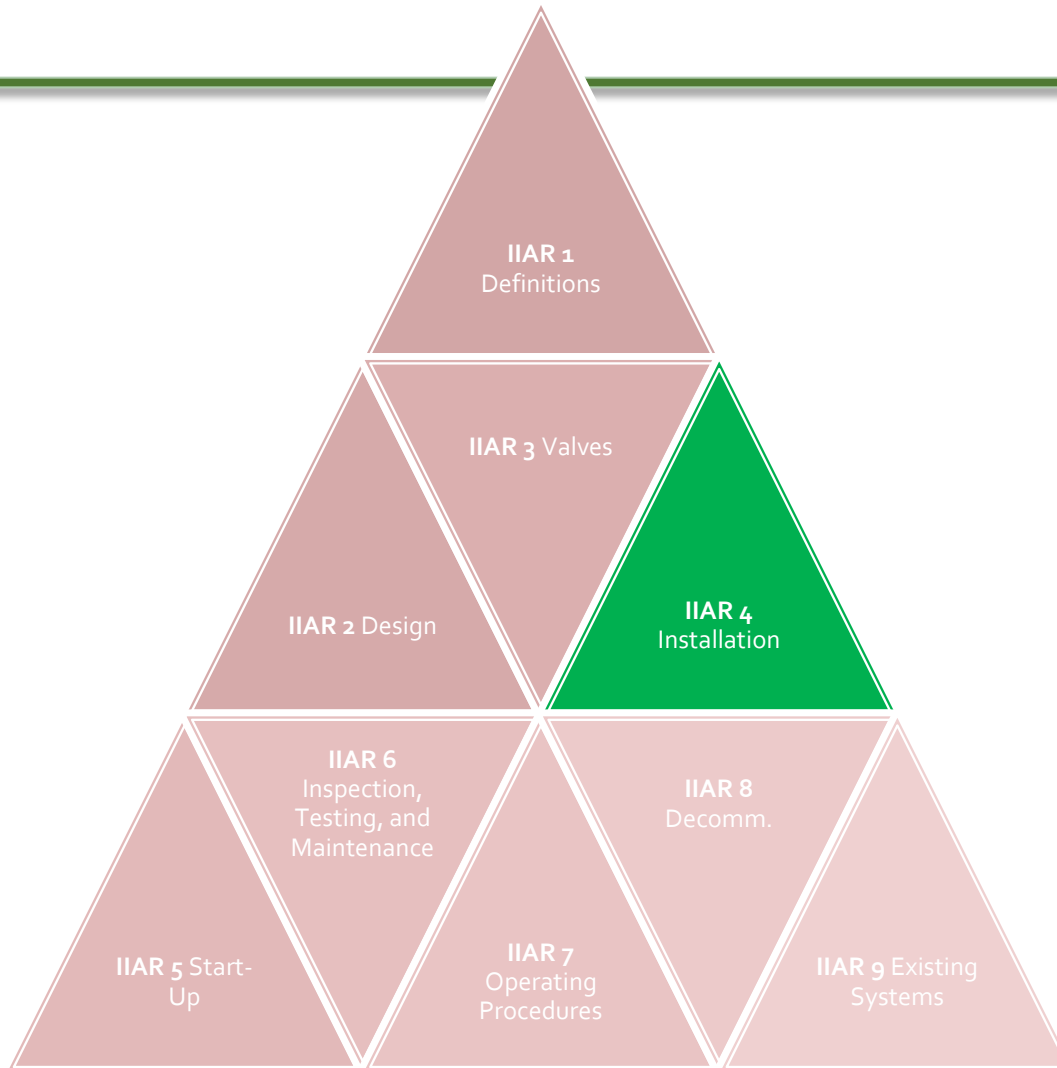 IIAR 1
Definitions
IIAR 3 Valves
IIAR 2 Design
IIAR 4
Installation
IIAR 6
Inspection,
Testing, and
Maintenance
IIAR 8
Decomm.
IIAR 5 Start-
Up
IIAR 7
Operating
Procedures
IIAR 9 Existing
Systems